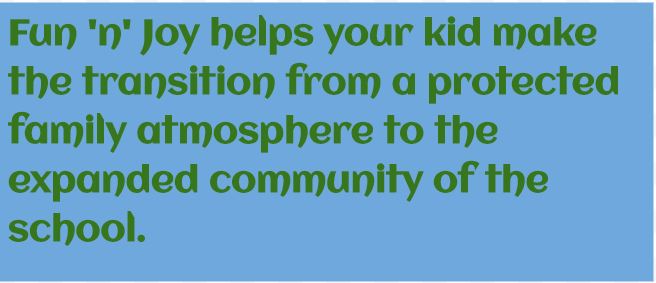 Fun 'n' Joy helps your kid make
the transition from a protected
family atmosphere to the
expanded community of the
school.